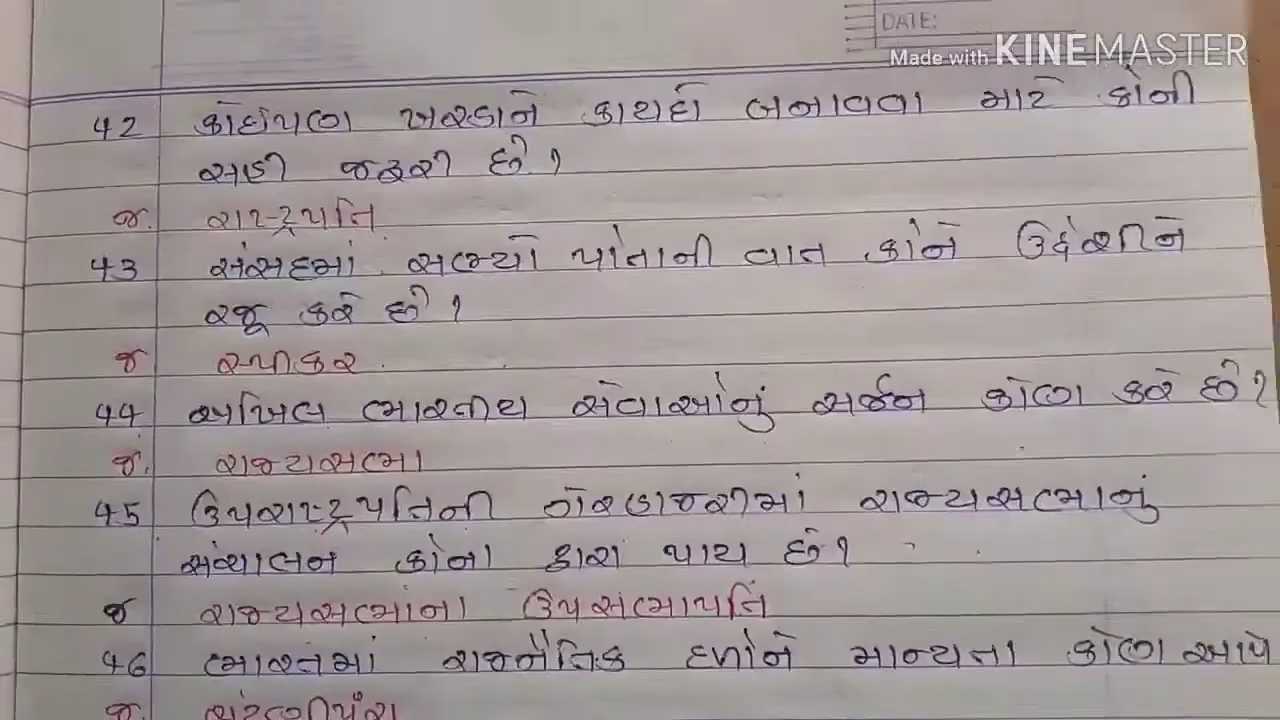 DATE:
Made with KINEMASTER
42 કોઈપણ ખરડાને કાયદો બનાવવા માટે કોની
સહી જરૂરી છે?
જ. રાષ્ટ્રપતિ
43 સંસદમાં સભ્યો પોતાની વાત કોને ઉદ્દેશીને
રજૂ કરે છે?
જ સ્પીકર.
44 અખિલ ભારતીય સેવાઓનું સર્જન કોણ કરે છે?
જ. રાજ્યસભા
45 ઉપરાષ્ટ્રપતિની ગેરહાજરીમાં રાજ્યસભાનું
સંચાલન કોના દ્વારા થાય છે?
જ રાજ્યસભાના ઉપસભાપતિ
46 ભારતમાં રાજનૈતિક દળોને માન્યતા કોણ આપે
જ.